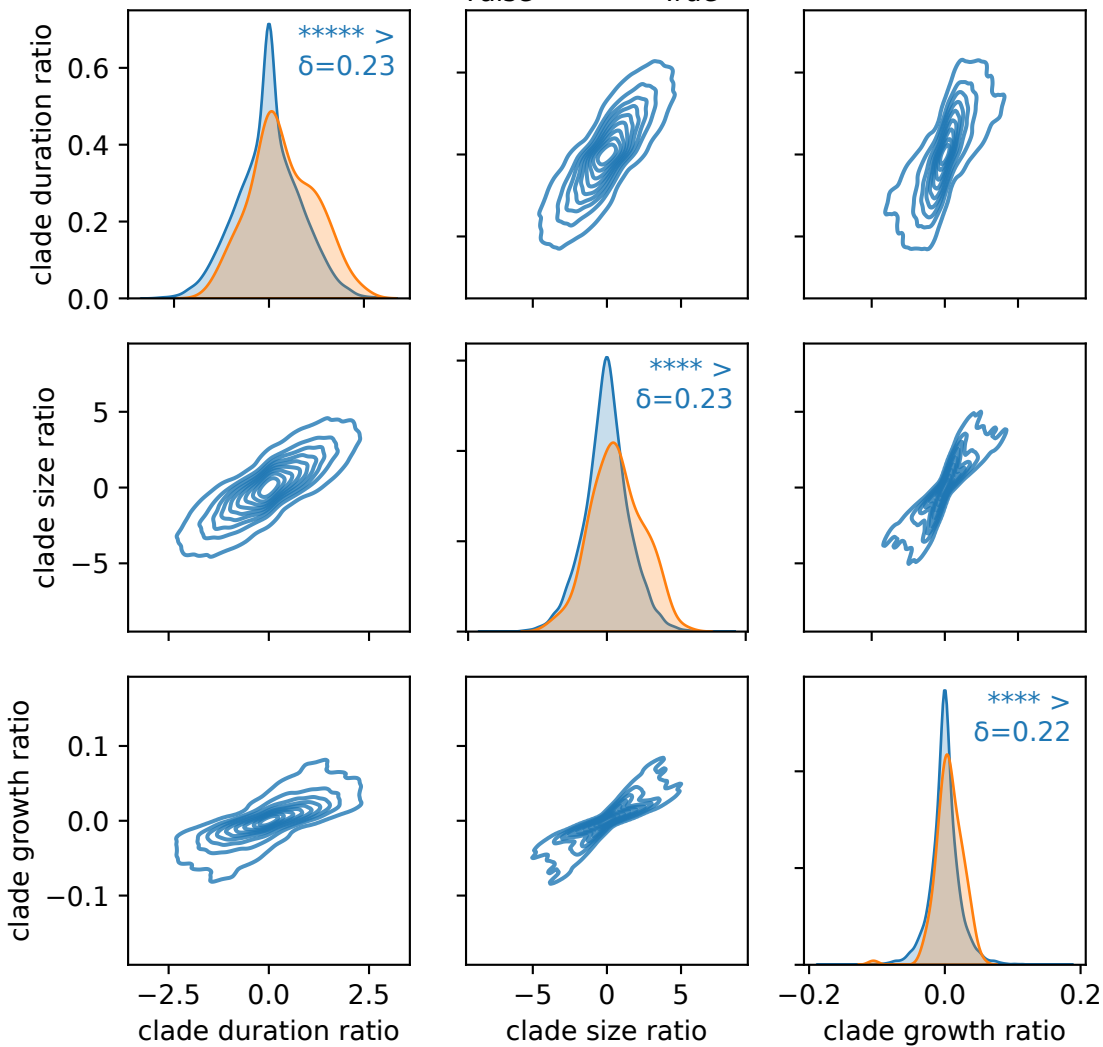 clade duration ratio
0.6
0.4
0.2
0.0
***** >
δ=0.23
clade size ratio
5
0
−5
**** >
δ=0.23
clade growth ratio
0.1
0.0
−0.1
**** >
δ=0.22
−2.5 0.0 2.5
clade duration ratio
−5 0 5
clade size ratio
−0.2 0.0 0.2
clade growth ratio